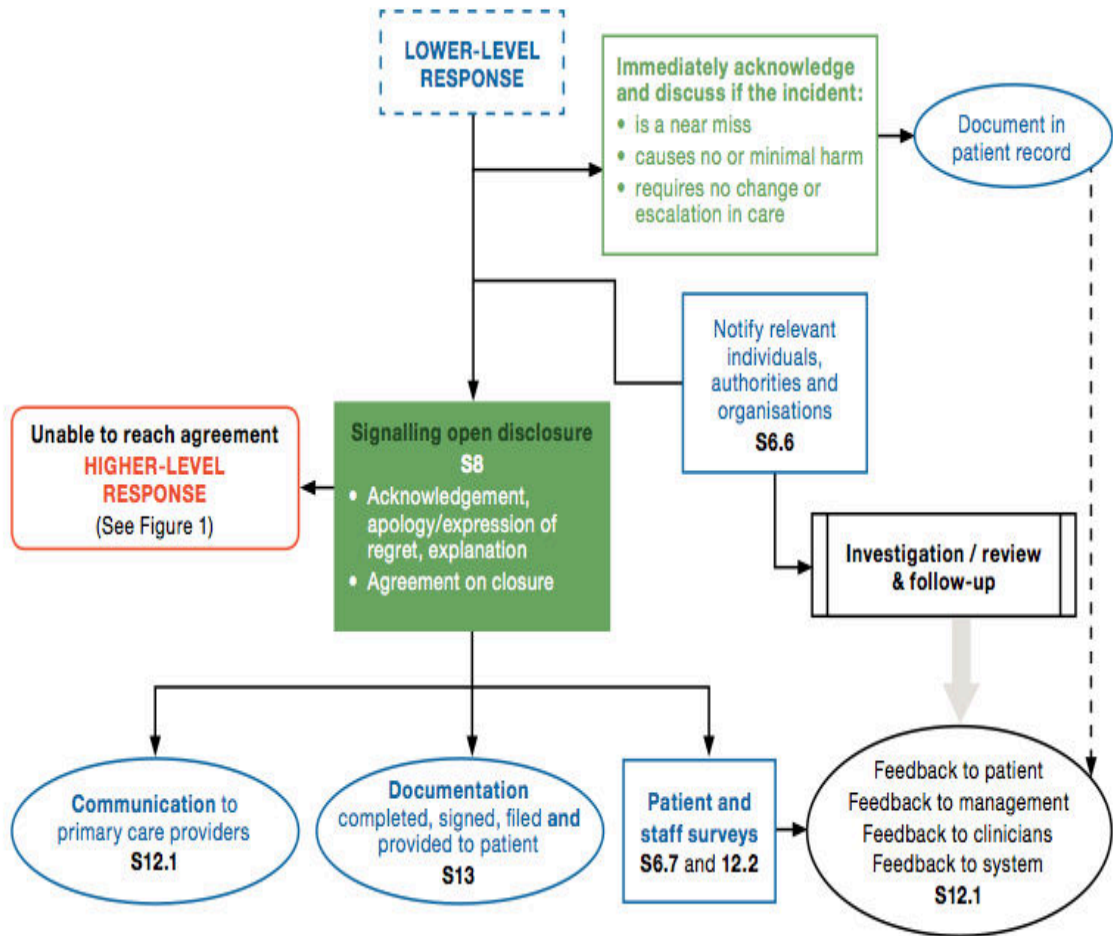 LOWER-LEVEL
RESPONSE
Immediately acknowledge
and discuss if the incident:
• is a near miss
• causes no or minimal harm
• requires no change or
escalation in care
Document in
patient record
Notify relevant
individuals,
authorities and
organisations
S6.6
Unable to reach agreement
HIGHER-LEVEL
RESPONSE
(See Figure 1)
Signalling open disclosure
S8
• Acknowledgement,
apology/expression of
regret, explanation
• Agreement on closure
Investigation / review
& follow-up
Communication to
primary care providers
S12.1
Documentation
completed, signed, filed and
provided to patient
S13
Patient and
staff surveys
S6.7 and 12.2
Feedback to patient
Feedback to management
Feedback to clinicians
Feedback to system
S12.1